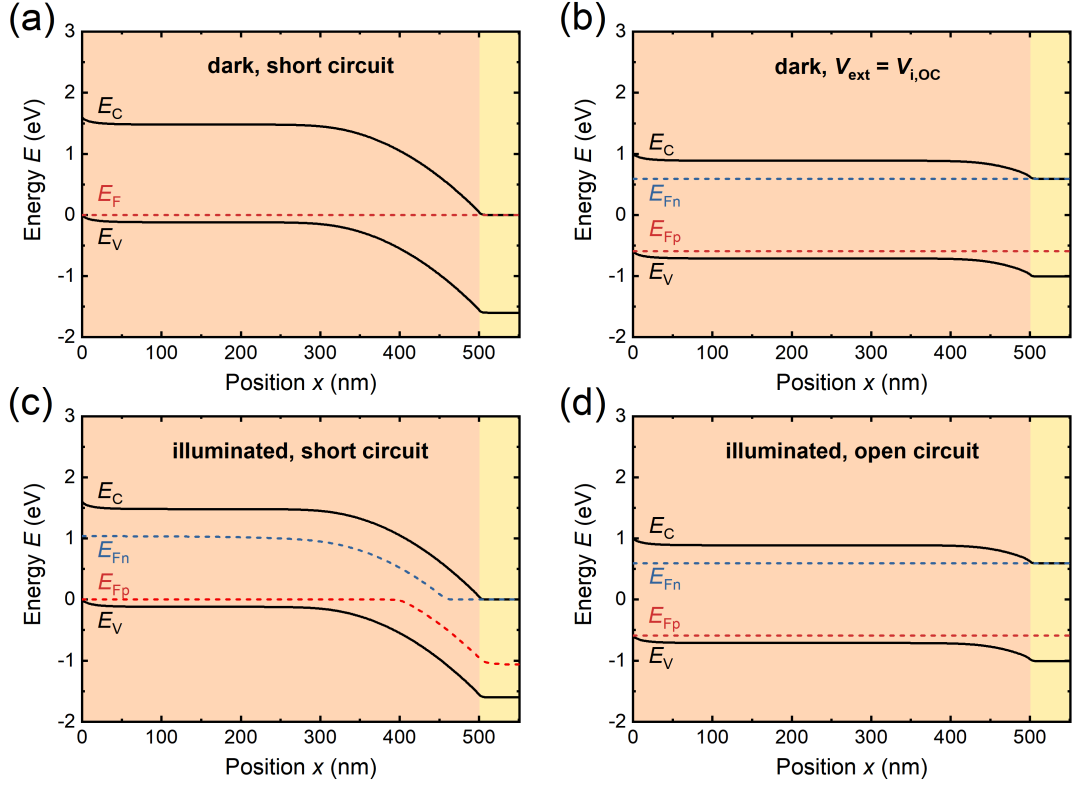 (a)
dark, short circuit
E_C
E_F
E_V
Energy E (eV)
3
2
1
0
-1
-2
0 100 200 300 400 500
Position x (nm)
(b)
dark, V_ext = V_i,OC
E_C
E_Fn
E_Fp
E_V
Energy E (eV)
3
2
1
0
-1
-2
0 100 200 300 400 500
Position x (nm)
(c)
illuminated, short circuit
E_C
E_Fn
E_Fp
E_V
Energy E (eV)
3
2
1
0
-1
-2
0 100 200 300 400 500
Position x (nm)
(d)
illuminated, open circuit
E_C
E_Fn
E_Fp
E_V
Energy E (eV)
3
2
1
0
-1
-2
0 100 200 300 400 500
Position x (nm)